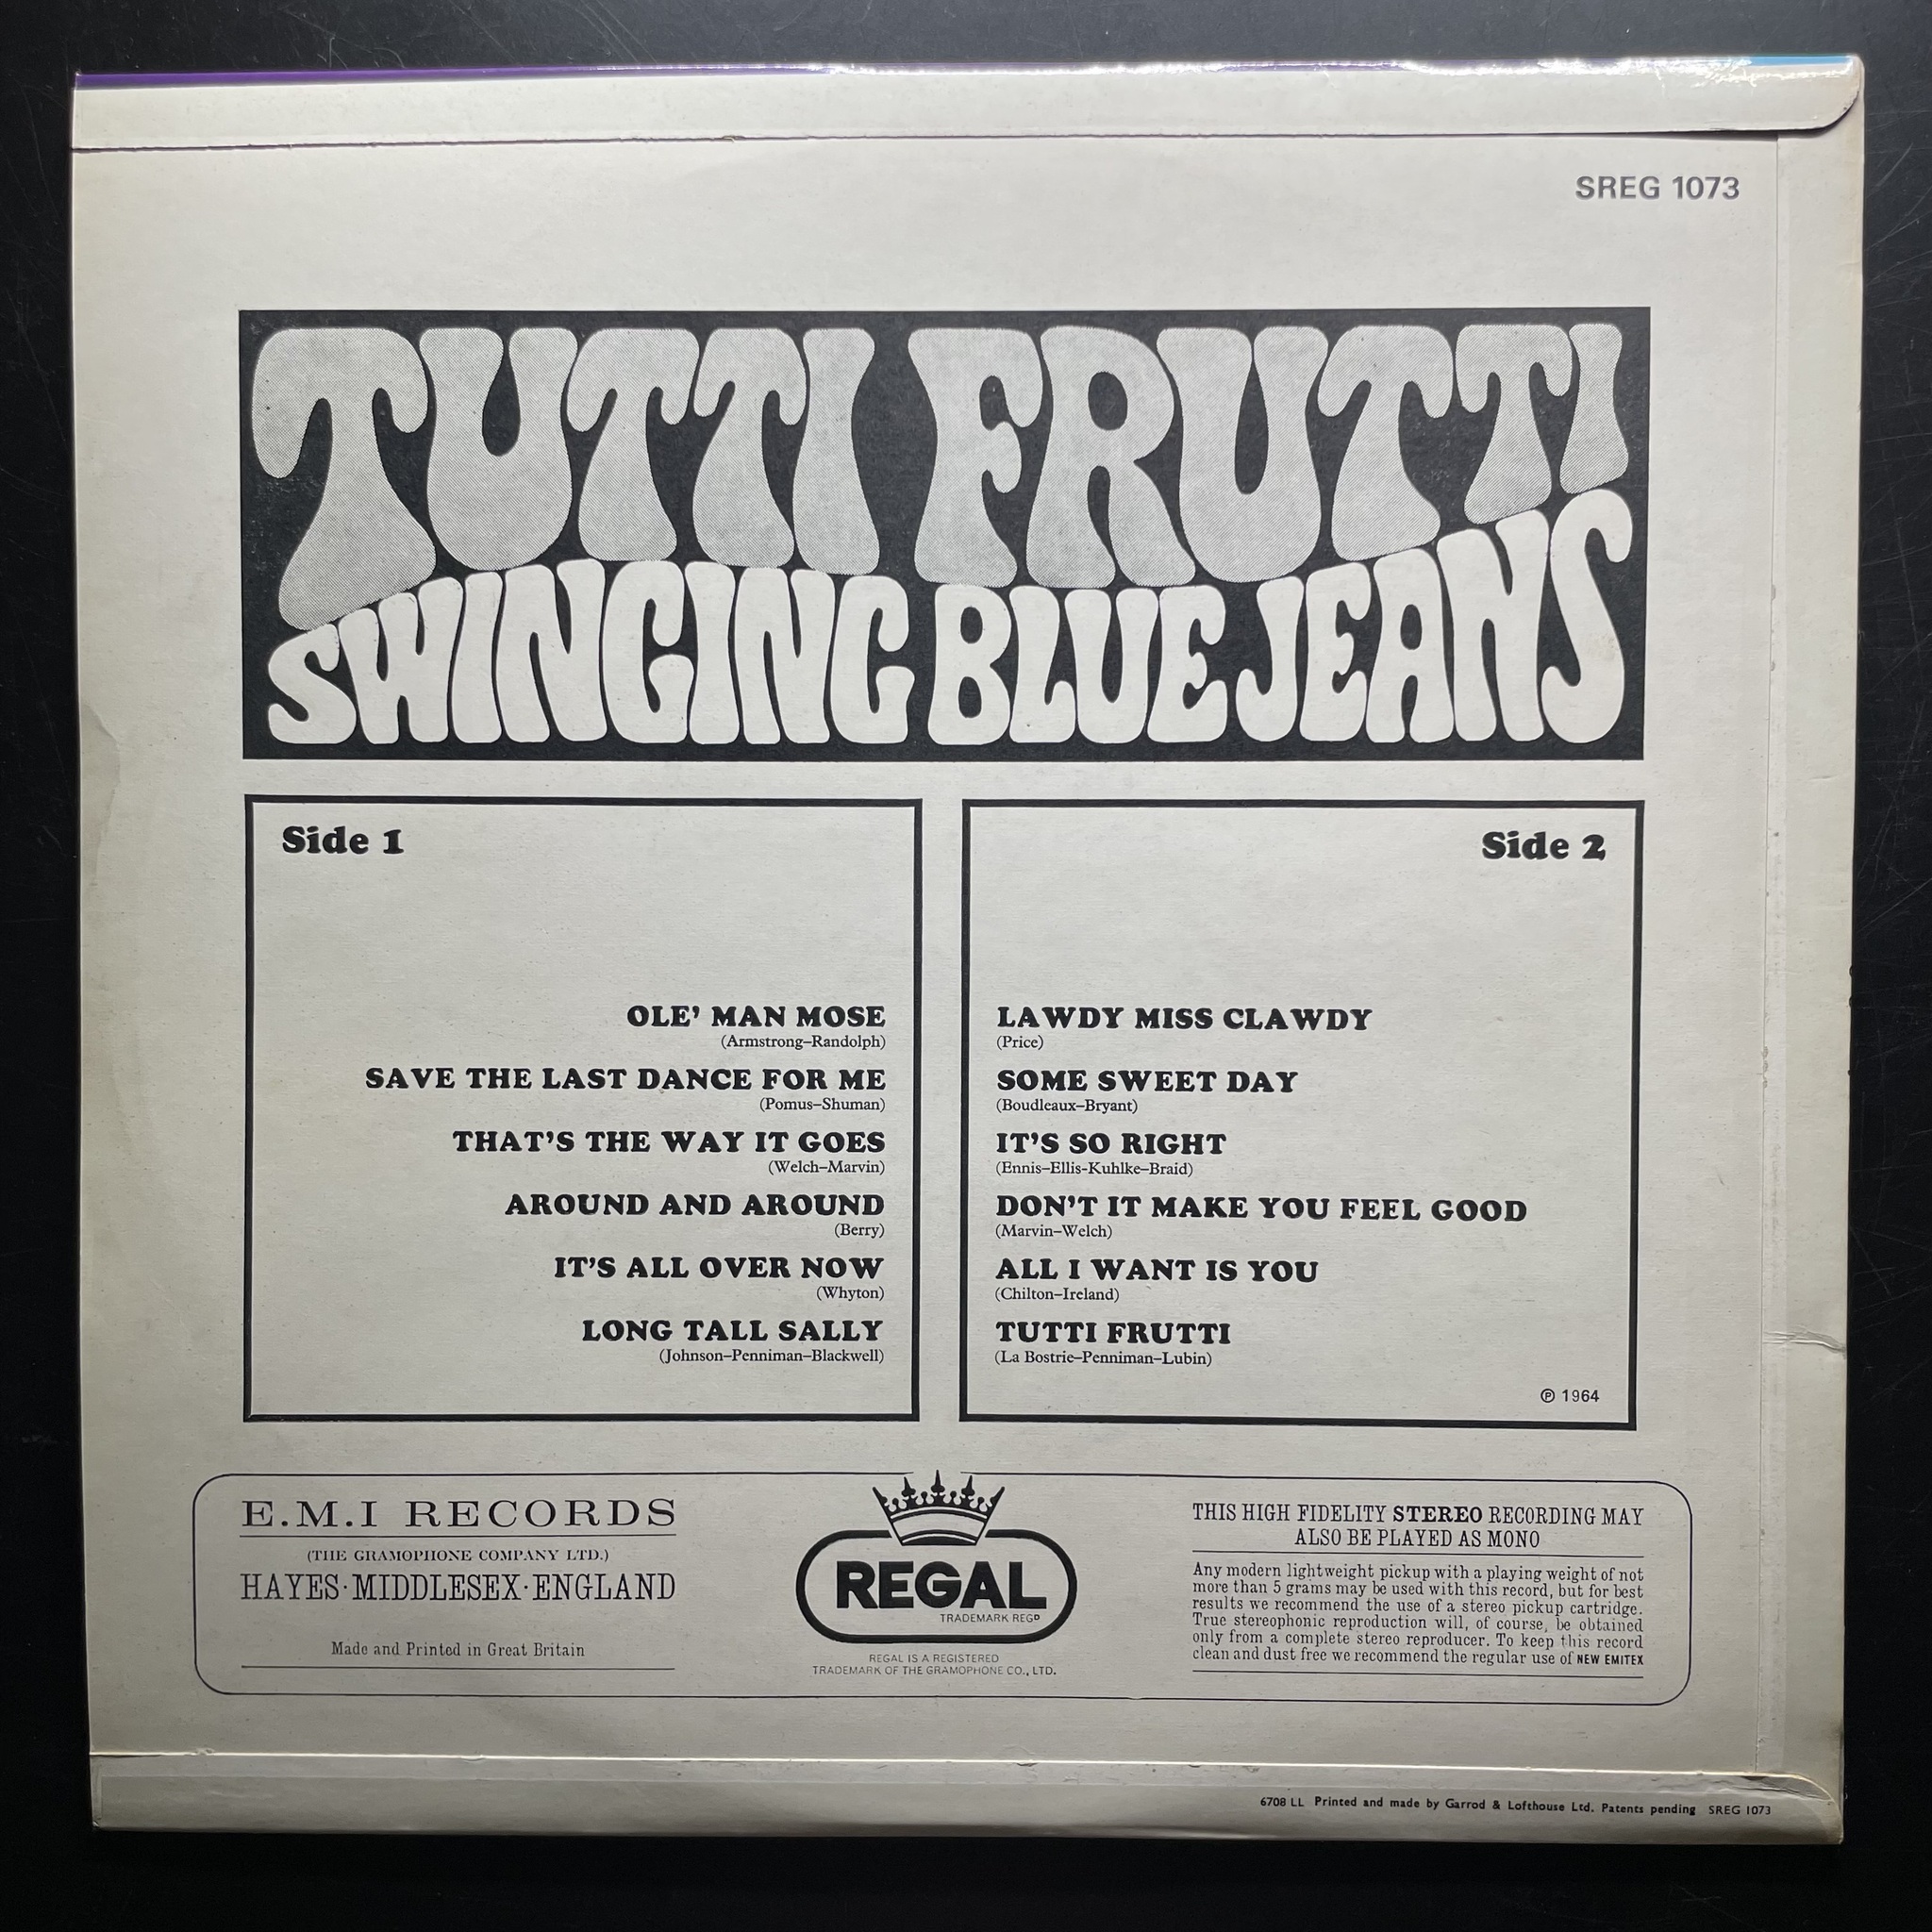 SREG 1073
TUTTI FRUTTI
SWINGING BLUE JEANS
Side 1
OLE' MAN MOSE
(Armstrong–Randolph)
SAVE THE LAST DANCE FOR ME
(Pomus–Shuman)
THAT'S THE WAY IT GOES
(Welch–Marvin)
AROUND AND AROUND
(Berry)
IT'S ALL OVER NOW
(Whyton)
LONG TALL SALLY
(Johnson–Penniman–Blackwell)
Side 2
LAWDY MISS CLAWDY
(Price)
SOME SWEET DAY
(Boudleaux–Bryant)
IT'S SO RIGHT
(Ennis–Ellis-Kuhlke–Braid)
DON'T IT MAKE YOU FEEL GOOD
(Marvin–Welch)
ALL I WANT IS YOU
(Chilton–Ireland)
TUTTI FRUTTI
(La Bostrie–Penniman–Lubin)
℗ 1964
E.M.I RECORDS
(THE GRAMOPHONE COMPANY LTD.)
HAYES·MIDDLESEX·ENGLAND
Made and Printed in Great Britain
REGAL
TRADEMARK REGD
REGAL IS A REGISTERED
TRADEMARK OF THE GRAMOPHONE CO., LTD.
THIS HIGH FIDELITY STEREO RECORDING MAY
ALSO BE PLAYED AS MONO
Any modern lightweight pickup with a playing weight of not
more than 5 grams may be used with this record, but for best
results we recommend the use of a stereo pickup cartridge.
True stereophonic reproduction will, of course, be obtained
only from a complete stereo reproducer. To keep this record
clean and dust free we recommend the regular use of NEW EMITEX
6708 LL Printed and made by Garrod & Lofthouse Ltd. Patents pending SREG 1073